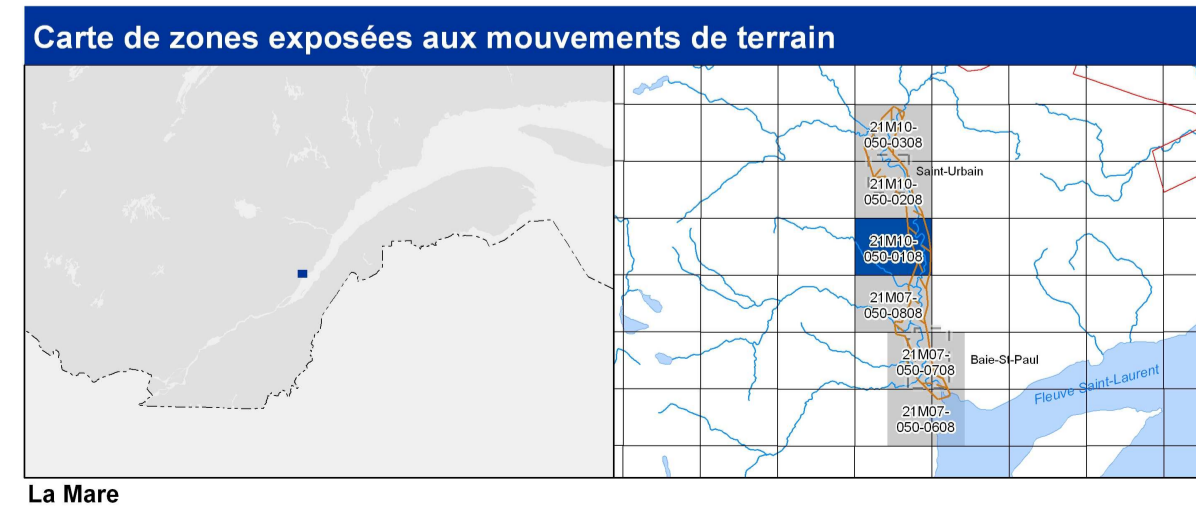 Carte de zones exposées aux mouvements de terrain
21M10-
050-0308
Saint-Urbain
21M10-
050-0208
21M10-
050-0108
21M07-
050-0808
21M07-
050-0708
Baie-St-Paul
Fleuve Saint-Laurent
21M07-
050-0608
La Mare